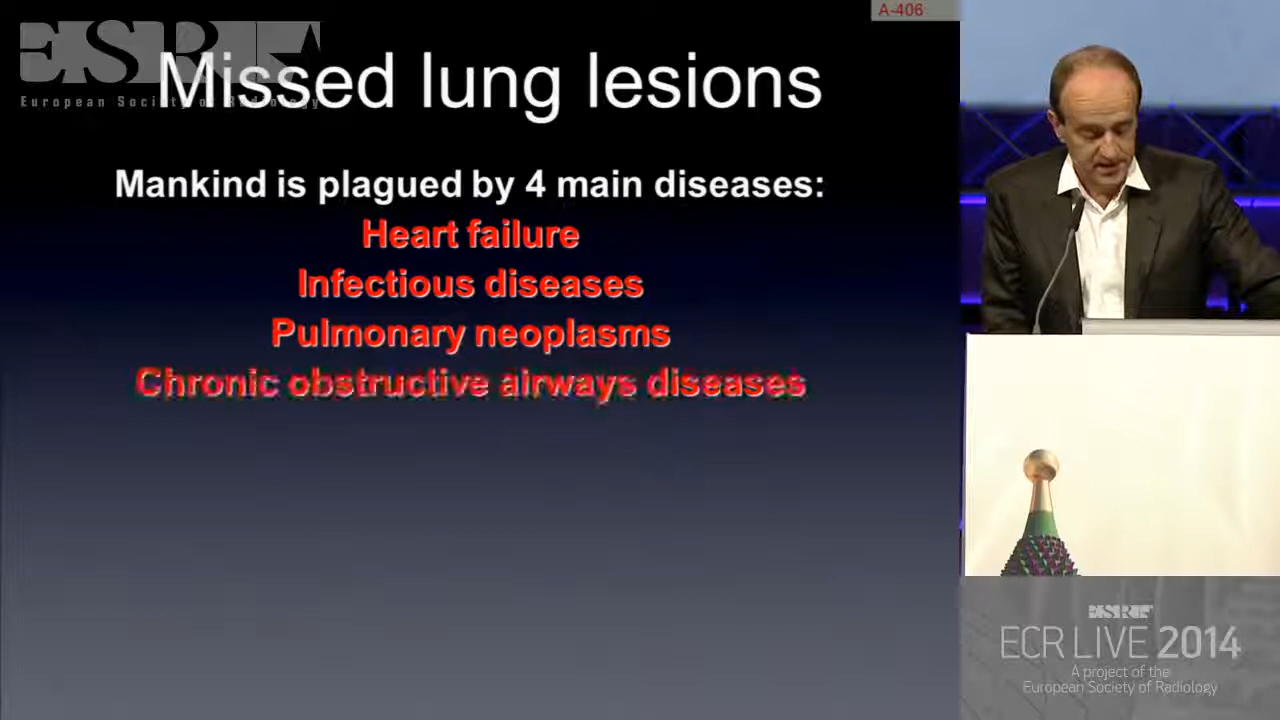 A-406
ESR
European Society of Radiology
Missed lung lesions
Mankind is plagued by 4 main diseases:
Heart failure
Infectious diseases
Pulmonary neoplasms
Chronic obstructive airways diseases
ESR
ECR LIVE 2014
A project of the
European Society of Radiology